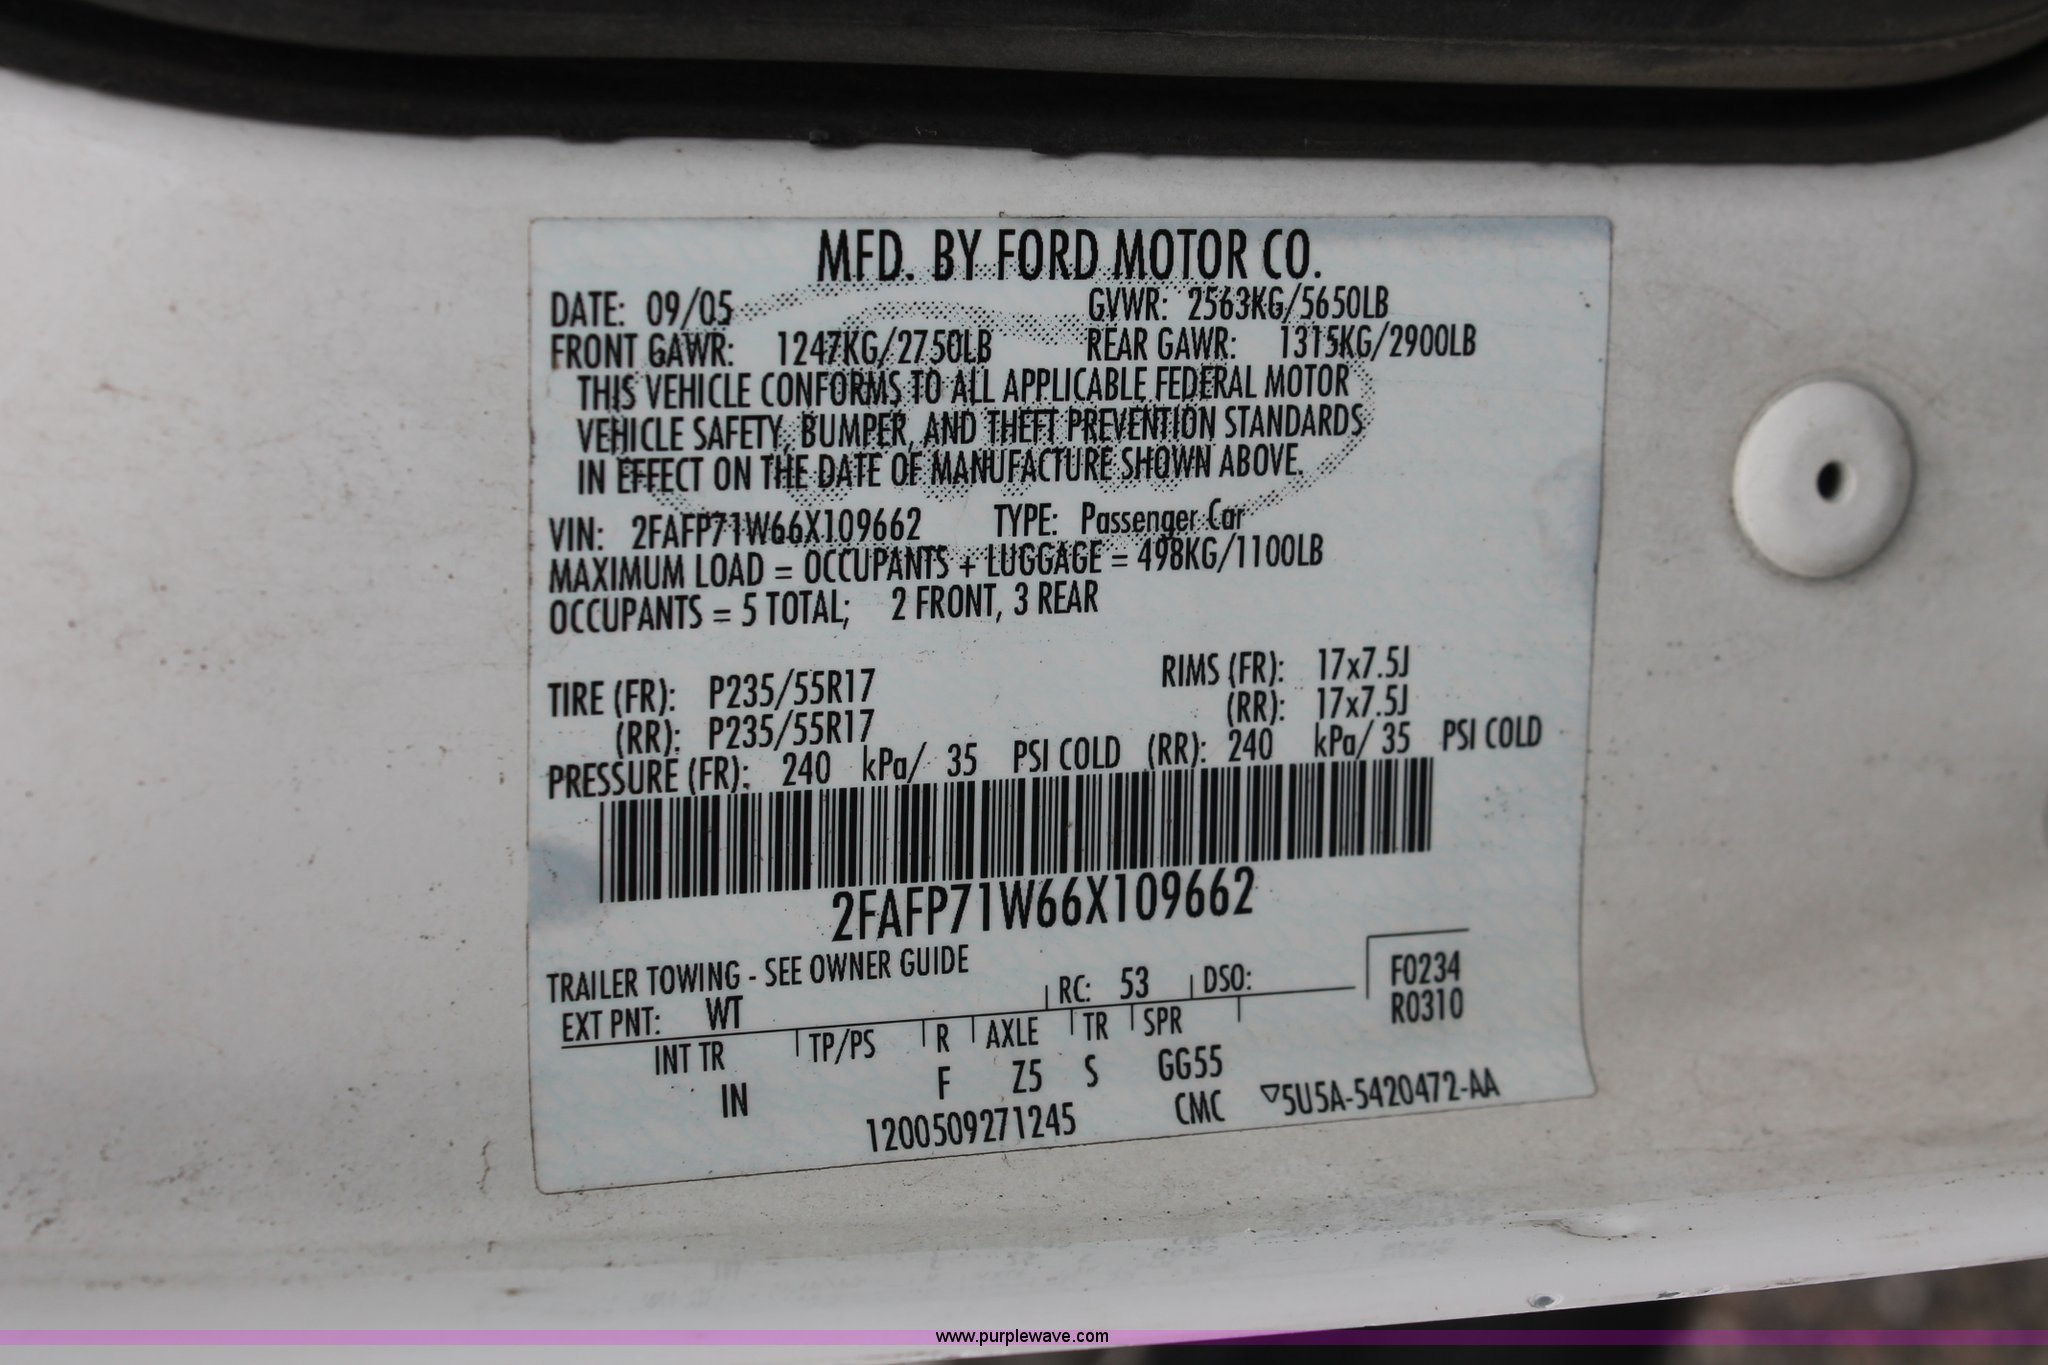 MFD. BY FORD MOTOR CO.
DATE: 09/05 GVWR: 2563KG/5650LB
FRONT GAWR: 1247KG/2750LB REAR GAWR: 1315KG/2900LB
THIS VEHICLE CONFORMS TO ALL APPLICABLE FEDERAL MOTOR
VEHICLE SAFETY, BUMPER, AND THEFT PREVENTION STANDARDS
IN EFFECT ON THE DATE OF MANUFACTURE SHOWN ABOVE.
VIN: 2FAFP71W66X109662 TYPE: Passenger Car
MAXIMUM LOAD = OCCUPANTS + LUGGAGE = 498KG/1100LB
OCCUPANTS = 5 TOTAL; 2 FRONT, 3 REAR
TIRE (FR): P235/55R17 RIMS (FR): 17x7.5J
(RR): P235/55R17 (RR): 17x7.5J
PRESSURE (FR): 240 kPa/ 35 PSI COLD (RR): 240 kPa/ 35 PSI COLD
2FAFP71W66X109662
TRAILER TOWING - SEE OWNER GUIDE
EXT PNT: WT RC: 53 DSO: F0234
R0310
INT TR TP/PS R AXLE TR SPR
IN F Z5 S GG55
1200509271245 CMC ▽5U5A-5420472-AA
www.purplewave.com